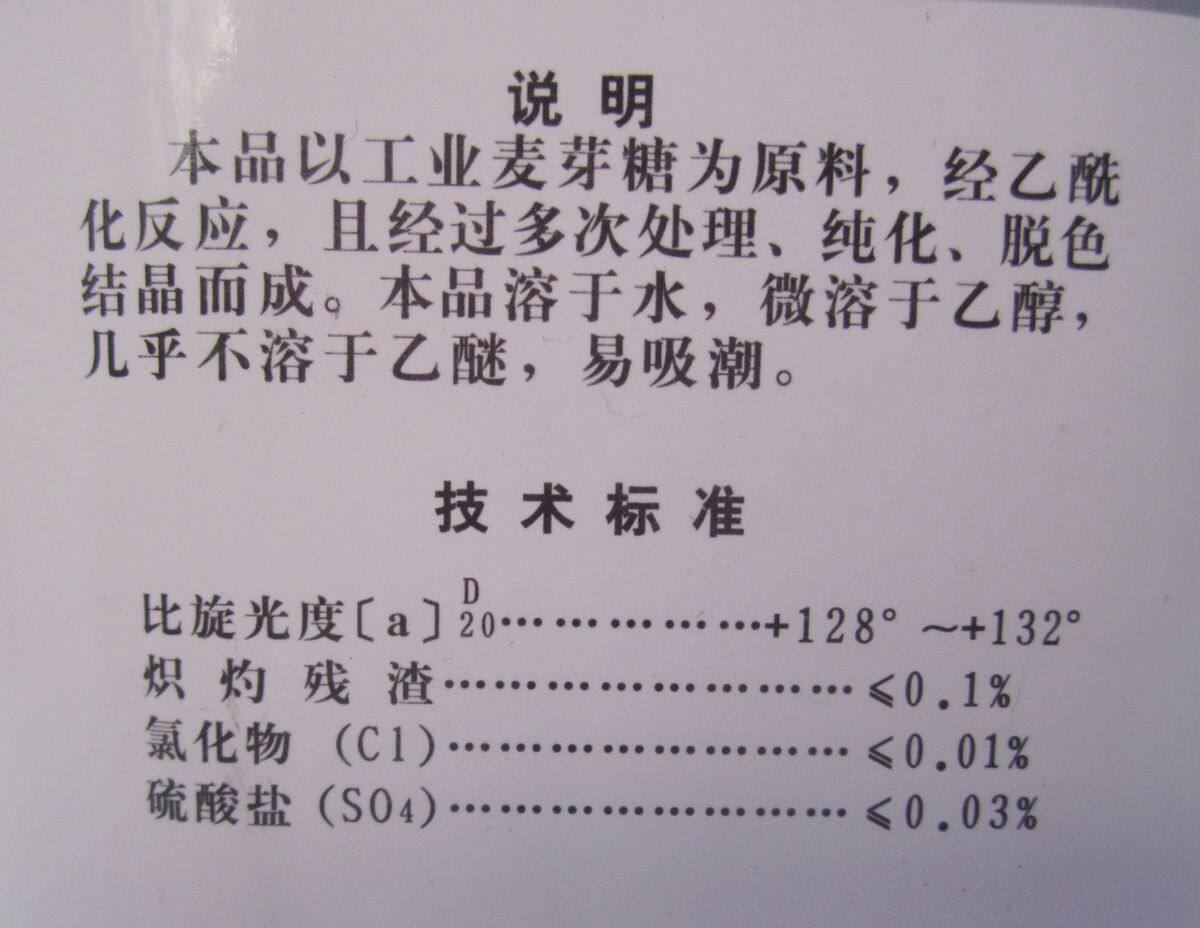 说 明
本品以工业麦芽糖为原料，经乙酰
化反应，且经过多次处理、纯化、脱色
结晶而成。本品溶于水，微溶于乙醇，
几乎不溶于乙醚，易吸潮。
技 术 标 准
比旋光度〔a〕D20………………+128° ～+132°
炽 灼 残 渣………………………≤0.1%
氯化物 (Cl)………………………≤0.01%
硫酸盐 (SO4)………………………≤0.03%